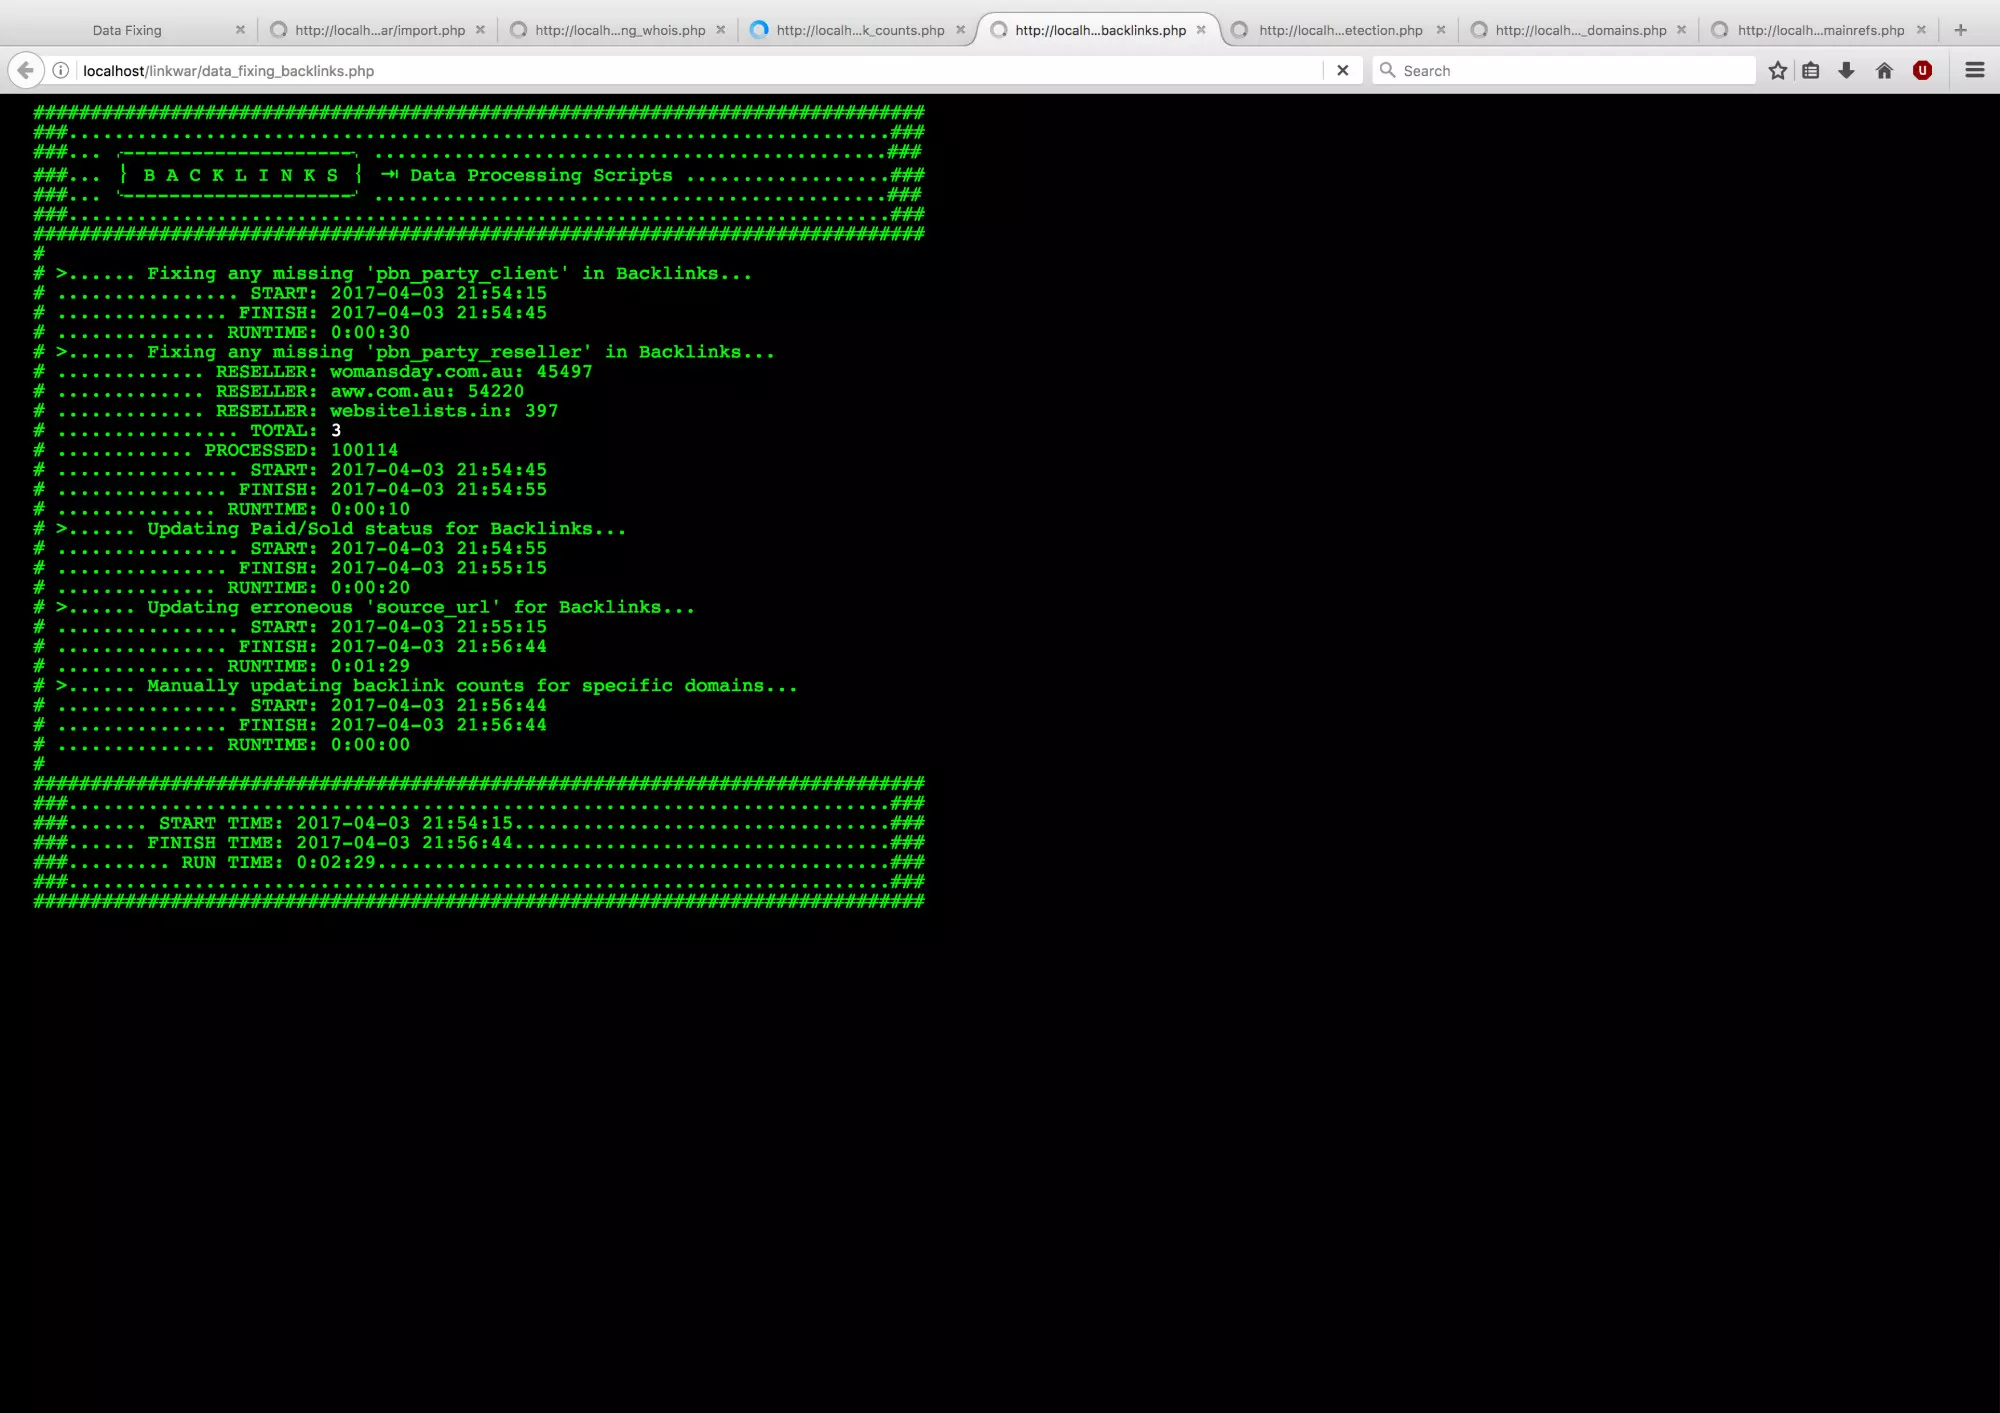 Data Fixing
http://localh...ar/import.php
http://localh...ng_whois.php
http://localh...k_counts.php
http://localh...backlinks.php
http://localh...etection.php
http://localh..._domains.php
http://localh...mainrefs.php
localhost/linkwar/data_fixing_backlinks.php
Search
B A C K L I N K S ⇥ Data Processing Scripts
#
# >...... Fixing any missing 'pbn_party_client' in Backlinks...
# ................ START: 2017-04-03 21:54:15
# ............... FINISH: 2017-04-03 21:54:45
# .............. RUNTIME: 0:00:30
# >...... Fixing any missing 'pbn_party_reseller' in Backlinks...
# ............. RESELLER: womansday.com.au: 45497
# ............. RESELLER: aww.com.au: 54220
# ............. RESELLER: websitelists.in: 397
# ................ TOTAL: 3
# ............ PROCESSED: 100114
# ................ START: 2017-04-03 21:54:45
# ............... FINISH: 2017-04-03 21:54:55
# .............. RUNTIME: 0:00:10
# >...... Updating Paid/Sold status for Backlinks...
# ................ START: 2017-04-03 21:54:55
# ............... FINISH: 2017-04-03 21:55:15
# .............. RUNTIME: 0:00:20
# >...... Updating erroneous 'source_url' for Backlinks...
# ................ START: 2017-04-03 21:55:15
# ............... FINISH: 2017-04-03 21:56:44
# .............. RUNTIME: 0:01:29
# >...... Manually updating backlink counts for specific domains...
# ................ START: 2017-04-03 21:56:44
# ............... FINISH: 2017-04-03 21:56:44
# .............. RUNTIME: 0:00:00
#
###....... START TIME: 2017-04-03 21:54:15.................................###
###...... FINISH TIME: 2017-04-03 21:56:44.................................###
###......... RUN TIME: 0:02:29.............................................###